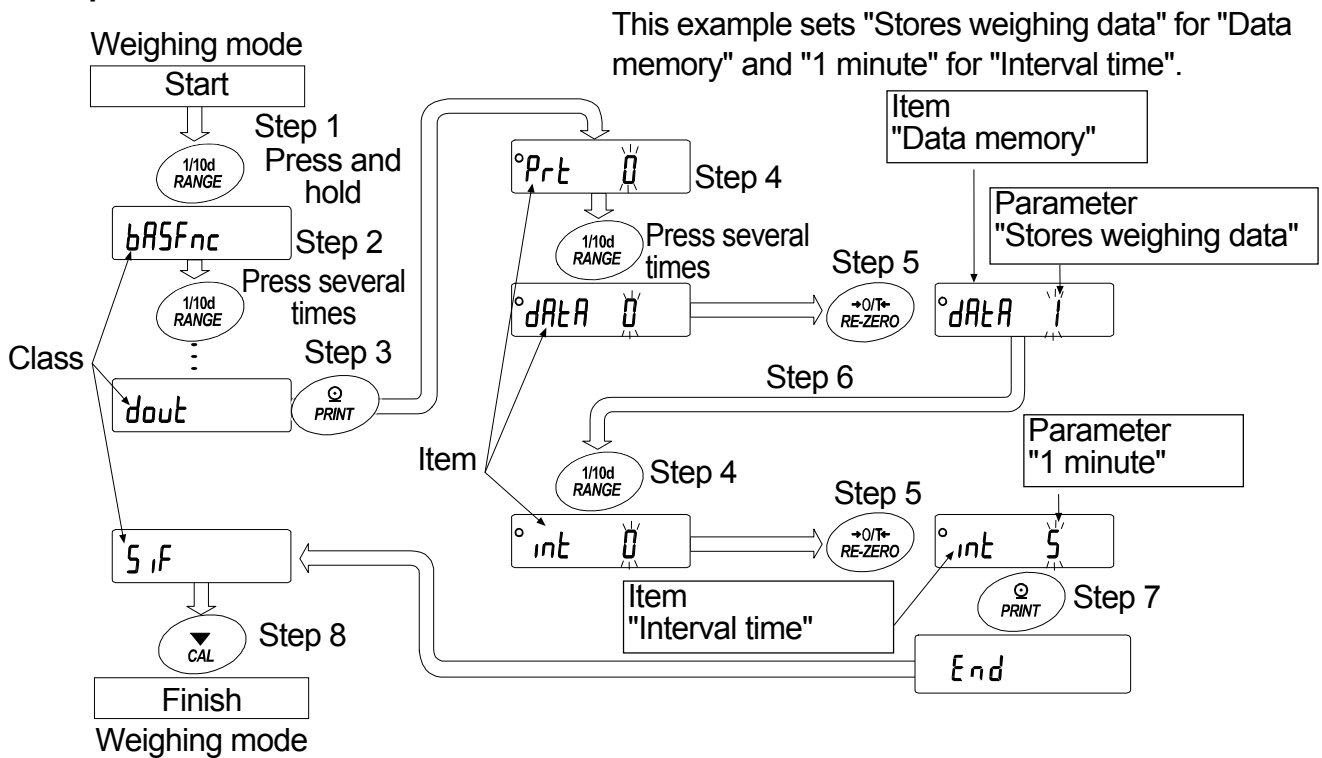 This example sets "Stores weighing data" for "Data
memory" and "1 minute" for "Interval time".
Weighing mode
Start
Step 1
Press and
hold
1/10d
RANGE
bASFnc
Step 2
Press several
times
1/10d
RANGE
Class
dout
Step 3
PRINT
Prt 0
Step 4
1/10d
RANGE
Press several
times
dAtA 0
Step 5
→0/T←
RE-ZERO
Item
"Data memory"
Parameter
"Stores weighing data"
dAtA 1
Step 6
Item
1/10d
RANGE
Step 4
int 0
Step 5
→0/T←
RE-ZERO
Parameter
"1 minute"
int 5
Item
"Interval time"
PRINT
Step 7
End
SiF
CAL
Step 8
Finish
Weighing mode